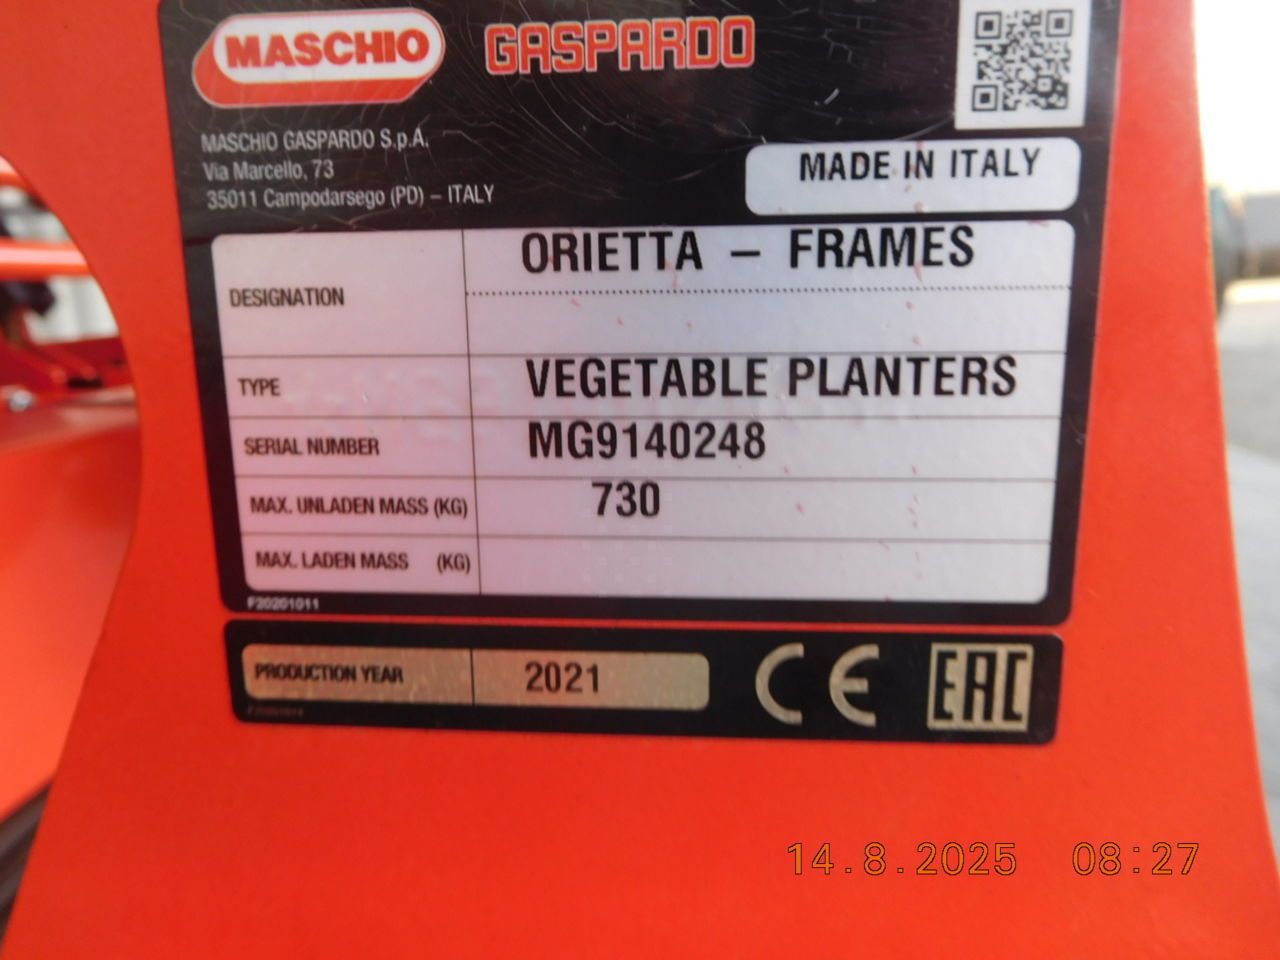 MASCHIO GASPARDO
MASCHIO GASPARDO S.p.A.
Via Marcello, 73
35011 Campodarsego (PD) – ITALY
MADE IN ITALY
DESIGNATION ORIETTA – FRAMES
TYPE VEGETABLE PLANTERS
SERIAL NUMBER MG9140248
MAX. UNLADEN MASS (KG) 730
MAX. LADEN MASS (KG)
F20201011
PRODUCTION YEAR 2021 CE EAC
14.8.2025 08:27